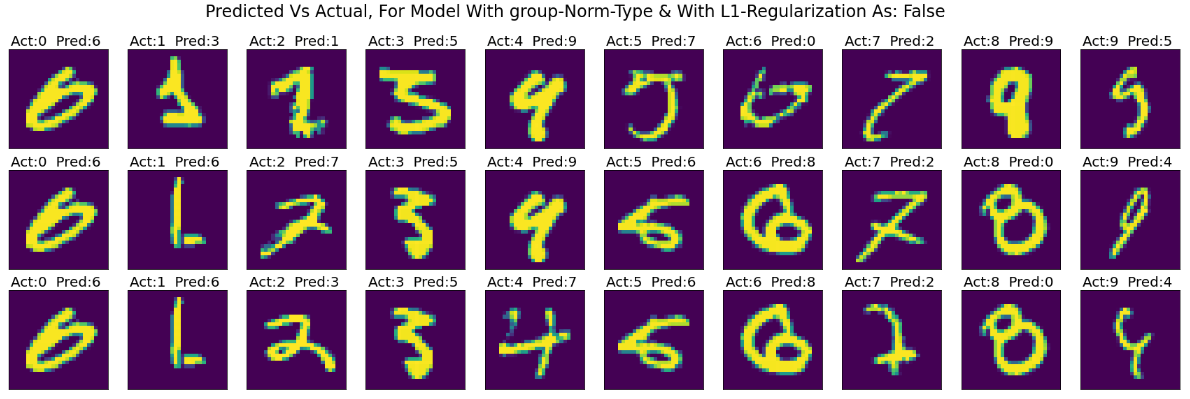 Predicted Vs Actual, For Model With group-Norm-Type & With L1-Regularization As: False
Act:0 Pred:6 Act:1 Pred:3 Act:2 Pred:1 Act:3 Pred:5 Act:4 Pred:9 Act:5 Pred:7 Act:6 Pred:0 Act:7 Pred:2 Act:8 Pred:9 Act:9 Pred:5
Act:0 Pred:6 Act:1 Pred:6 Act:2 Pred:7 Act:3 Pred:5 Act:4 Pred:9 Act:5 Pred:6 Act:6 Pred:8 Act:7 Pred:2 Act:8 Pred:0 Act:9 Pred:4
Act:0 Pred:6 Act:1 Pred:6 Act:2 Pred:3 Act:3 Pred:5 Act:4 Pred:7 Act:5 Pred:6 Act:6 Pred:8 Act:7 Pred:2 Act:8 Pred:0 Act:9 Pred:4